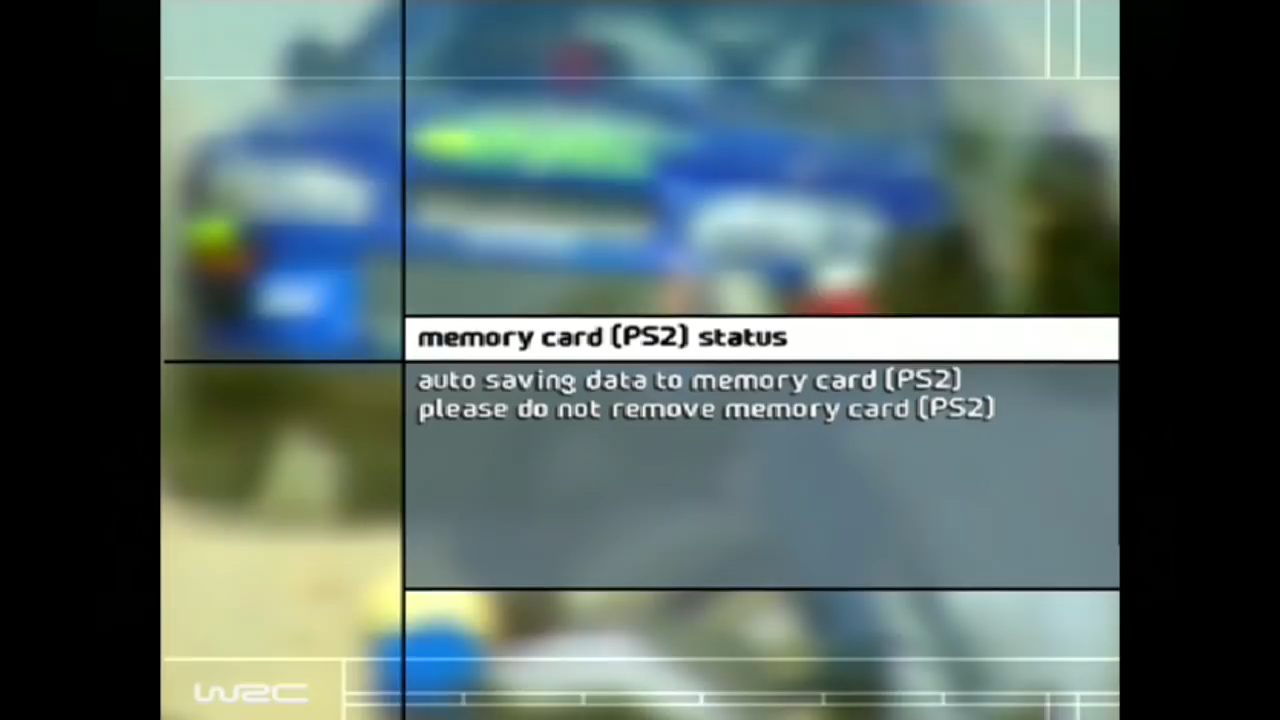 memory card (PS2) status
auto saving data to memory card (PS2)
please do not remove memory card (PS2)
WRC